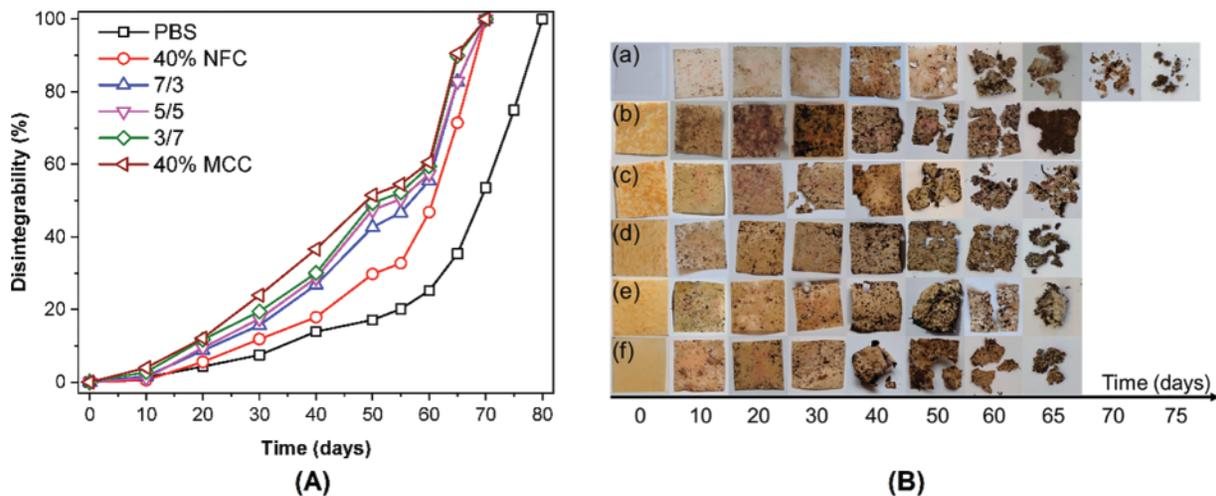 100
80
60
40
20
0
Disintegrability (%)
PBS
40% NFC
7/3
5/5
3/7
40% MCC
0 10 20 30 40 50 60 70 80
Time (days)
(A)
(a)
(b)
(c)
(d)
(e)
(f)
Time (days)
0 10 20 30 40 50 60 65 70 75
(B)